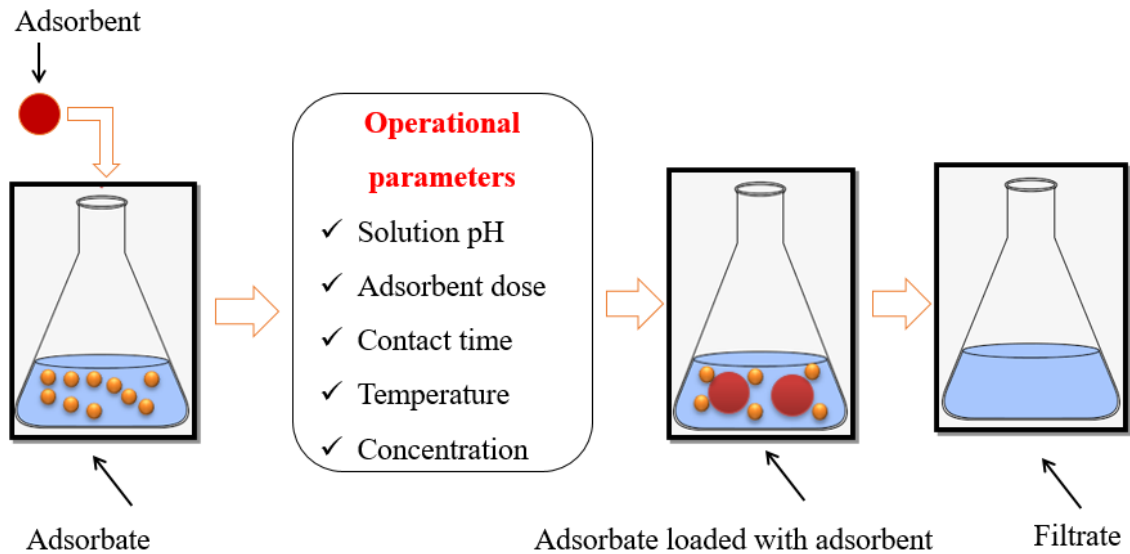 Adsorbent
Operational
parameters
✓ Solution pH
✓ Adsorbent dose
✓ Contact time
✓ Temperature
✓ Concentration
Adsorbate
Adsorbate loaded with adsorbent
Filtrate